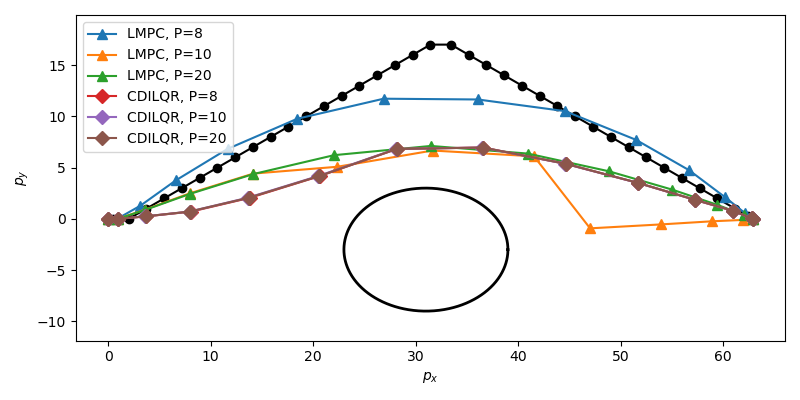 LMPC, P=8
LMPC, P=10
LMPC, P=20
CDILQR, P=8
CDILQR, P=10
CDILQR, P=20
15
10
5
0
−5
−10
p_y
0 10 20 30 40 50 60
p_x